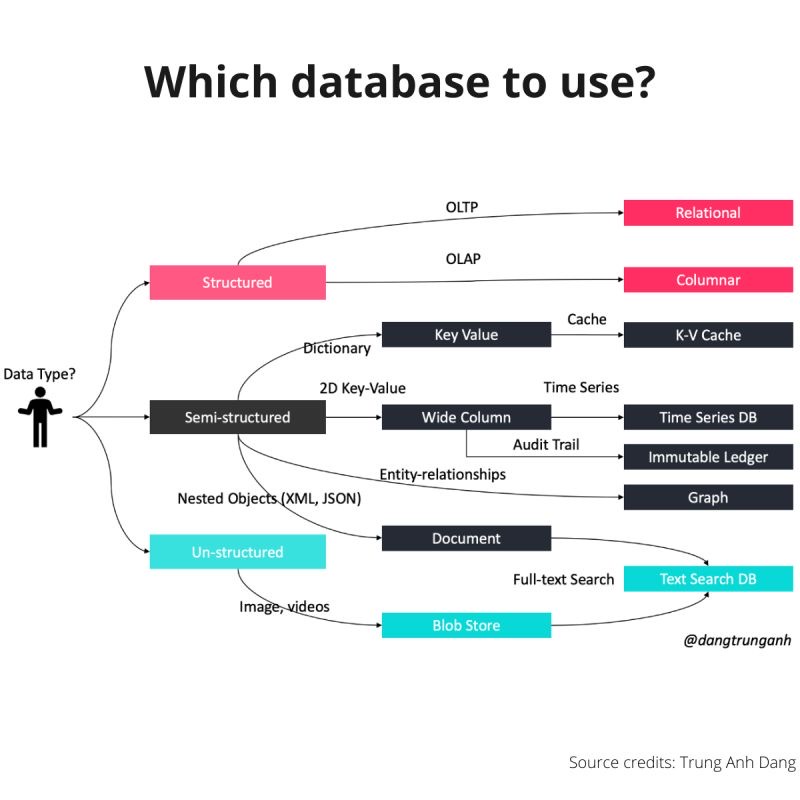 Which database to use?
OLTP
Relational
OLAP
Structured
Columnar
Cache
Key Value
K-V Cache
Dictionary
Data Type?
2D Key-Value
Time Series
Semi-structured
Wide Column
Time Series DB
Audit Trail
Immutable Ledger
Entity-relationships
Graph
Nested Objects (XML, JSON)
Document
Un-structured
Full-text Search
Text Search DB
Image, videos
Blob Store
@dangtrunganh
Source credits: Trung Anh Dang